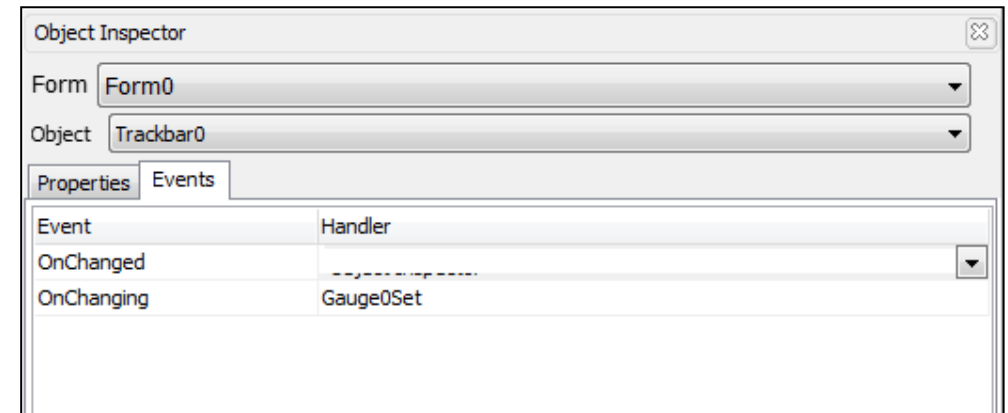 Object Inspector
Form Form0
Object Trackbar0
Properties Events
Event Handler
OnChanged
OnChanging Gauge0Set